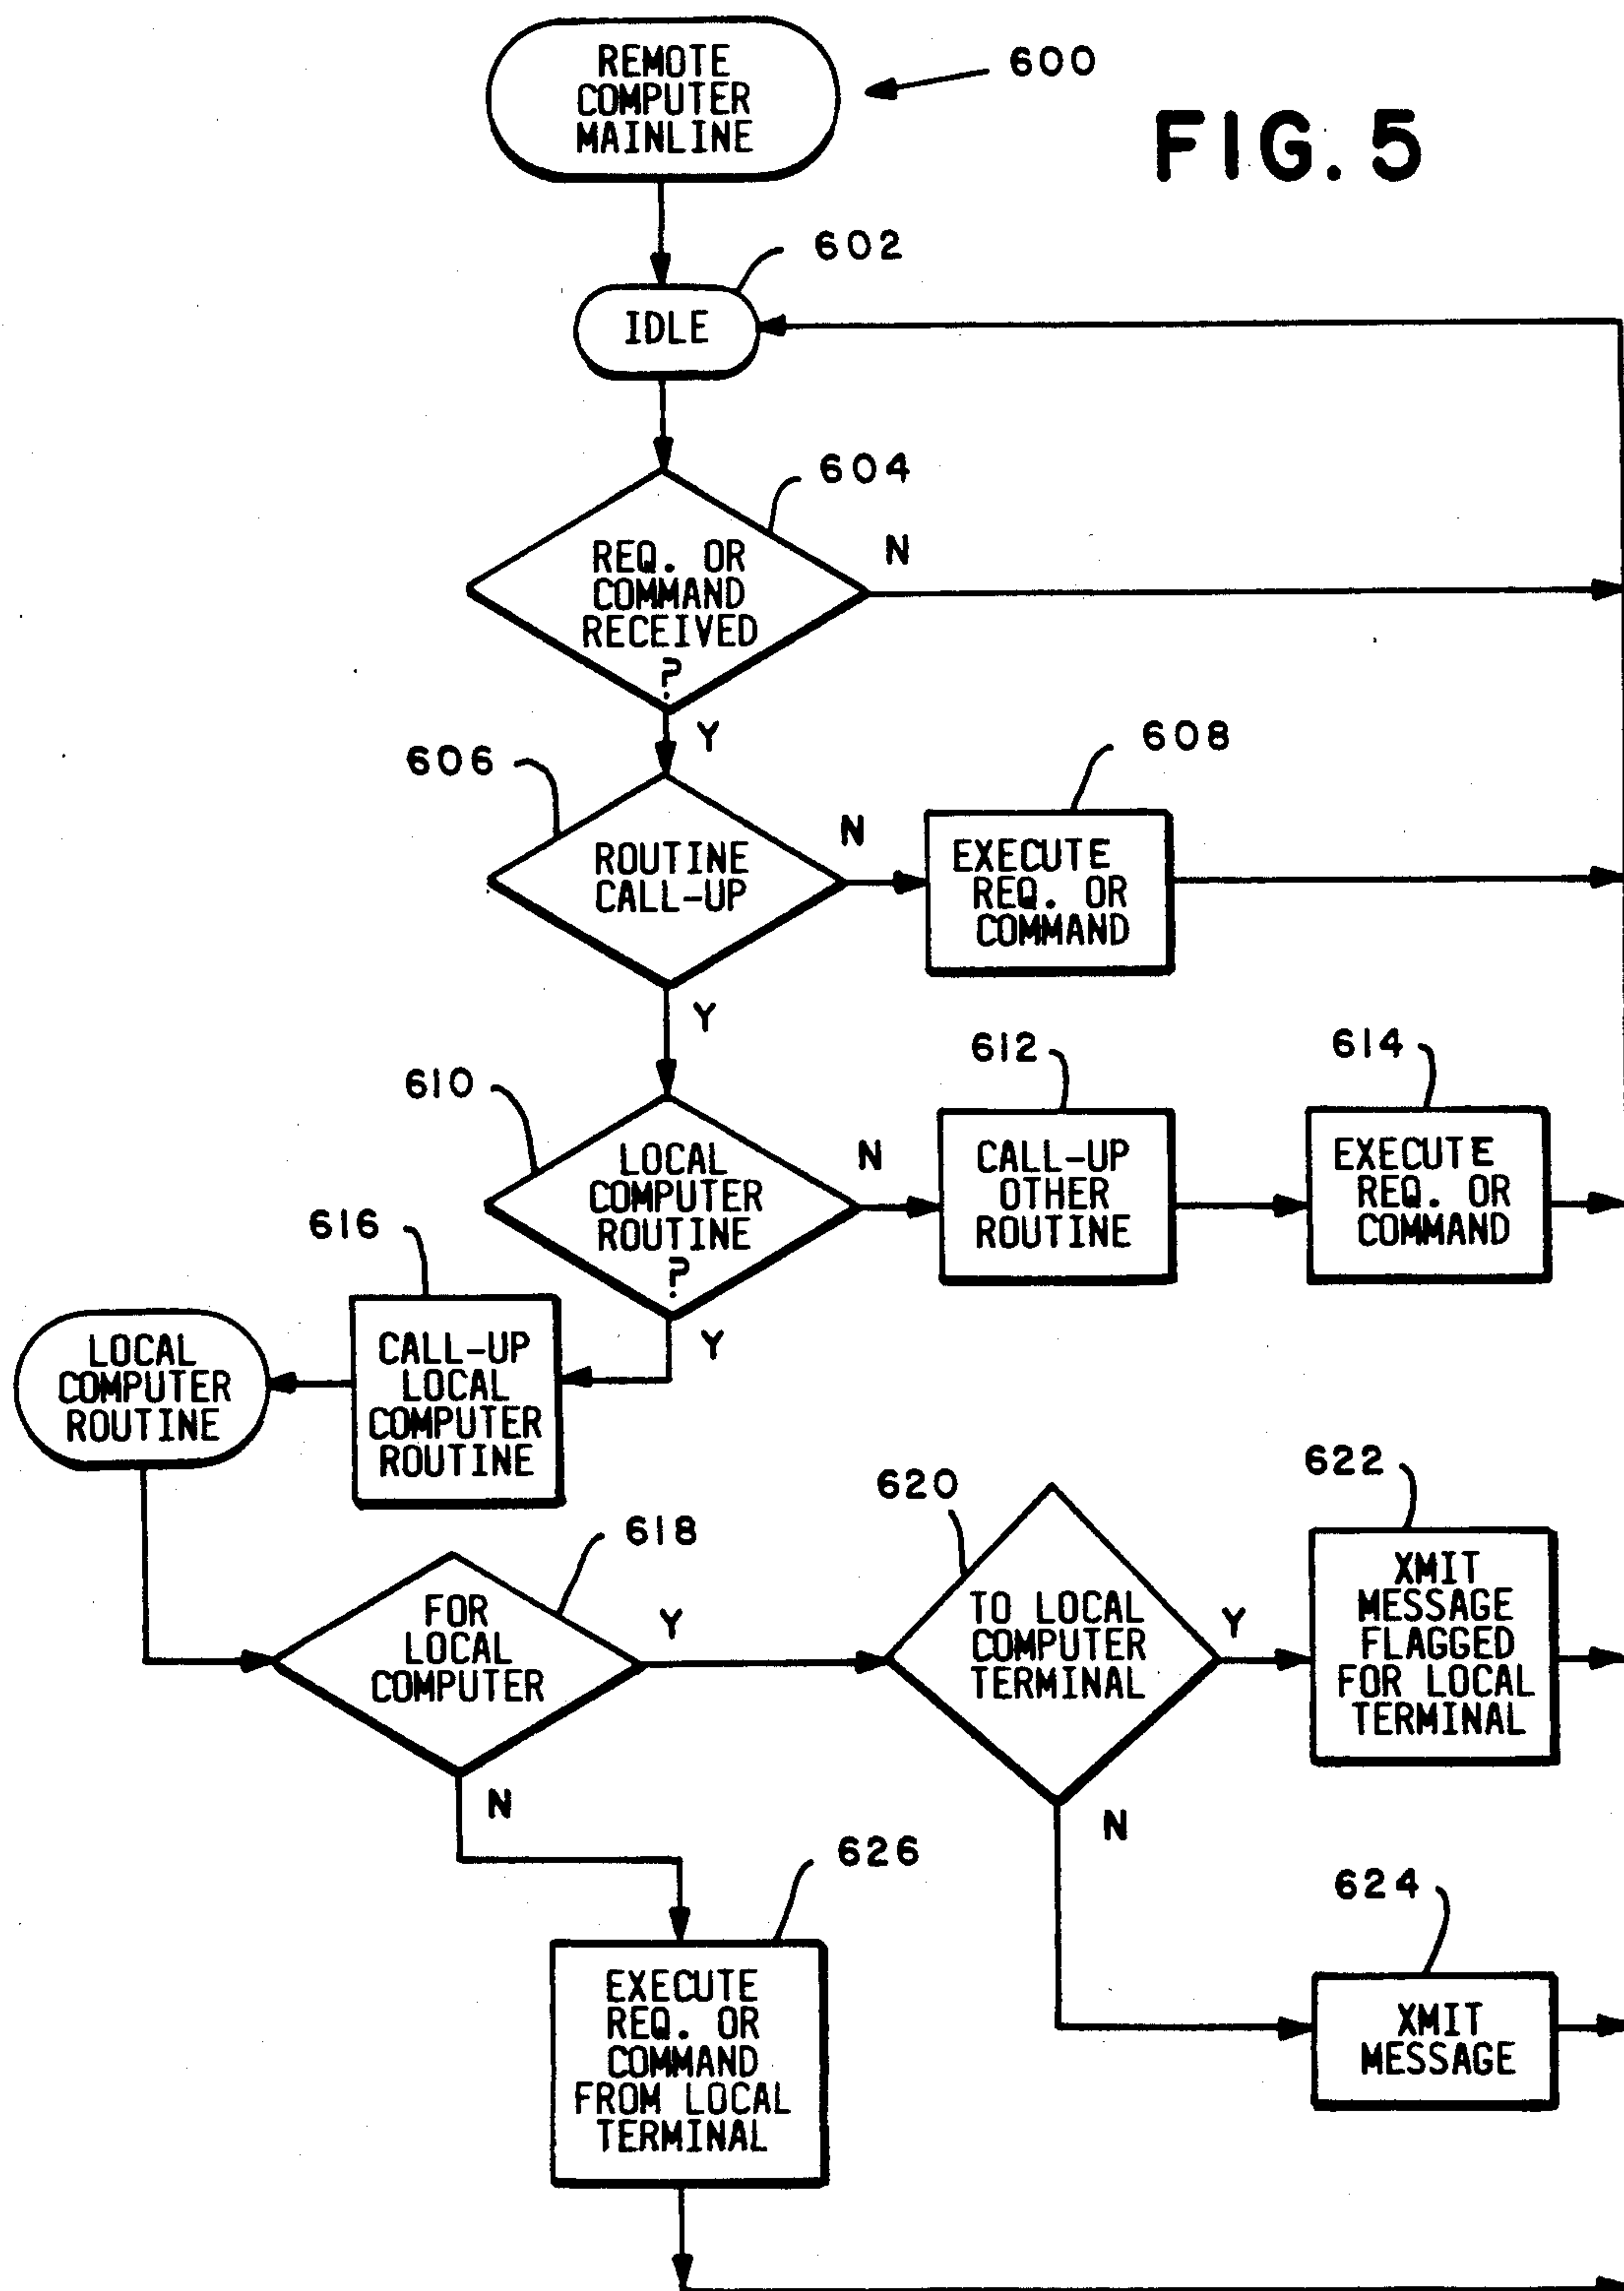 REMOTE
COMPUTER
MAINLINE
600
FIG. 5
602
IDLE
604
REQ. OR
COMMAND
RECEIVED
?
N
Y
606
ROUTINE
CALL-UP
N
608
EXECUTE
REQ. OR
COMMAND
Y
610
LOCAL
COMPUTER
ROUTINE
?
N
612
CALL-UP
OTHER
ROUTINE
614
EXECUTE
REQ. OR
COMMAND
Y
616
CALL-UP
LOCAL
COMPUTER
ROUTINE
LOCAL
COMPUTER
ROUTINE
618
FOR
LOCAL
COMPUTER
Y
620
TO LOCAL
COMPUTER
TERMINAL
Y
622
XMIT
MESSAGE
FLAGGED
FOR LOCAL
TERMINAL
N
N
626
EXECUTE
REQ. OR
COMMAND
FROM LOCAL
TERMINAL
624
XMIT
MESSAGE